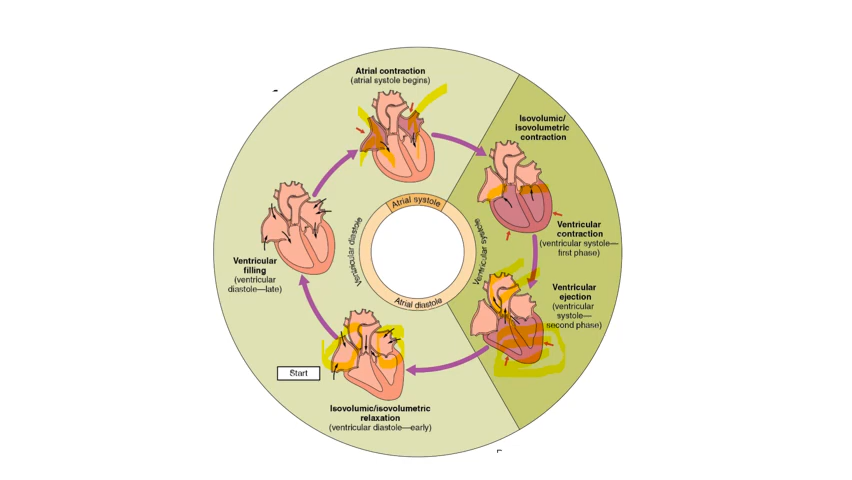 Atrial contraction
(atrial systole begins)
Isovolumic/
isovolumetric
contraction
Ventricular
contraction
(ventricular systole—
first phase)
Ventricular
ejection
(ventricular
systole—
second phase)
Isovolumic/isovolumetric
relaxation
(ventricular diastole—early)
Start
Ventricular
filling
(ventricular
diastole—late)
Atrial systole
Ventricular systole
Atrial diastole
Ventricular diastole